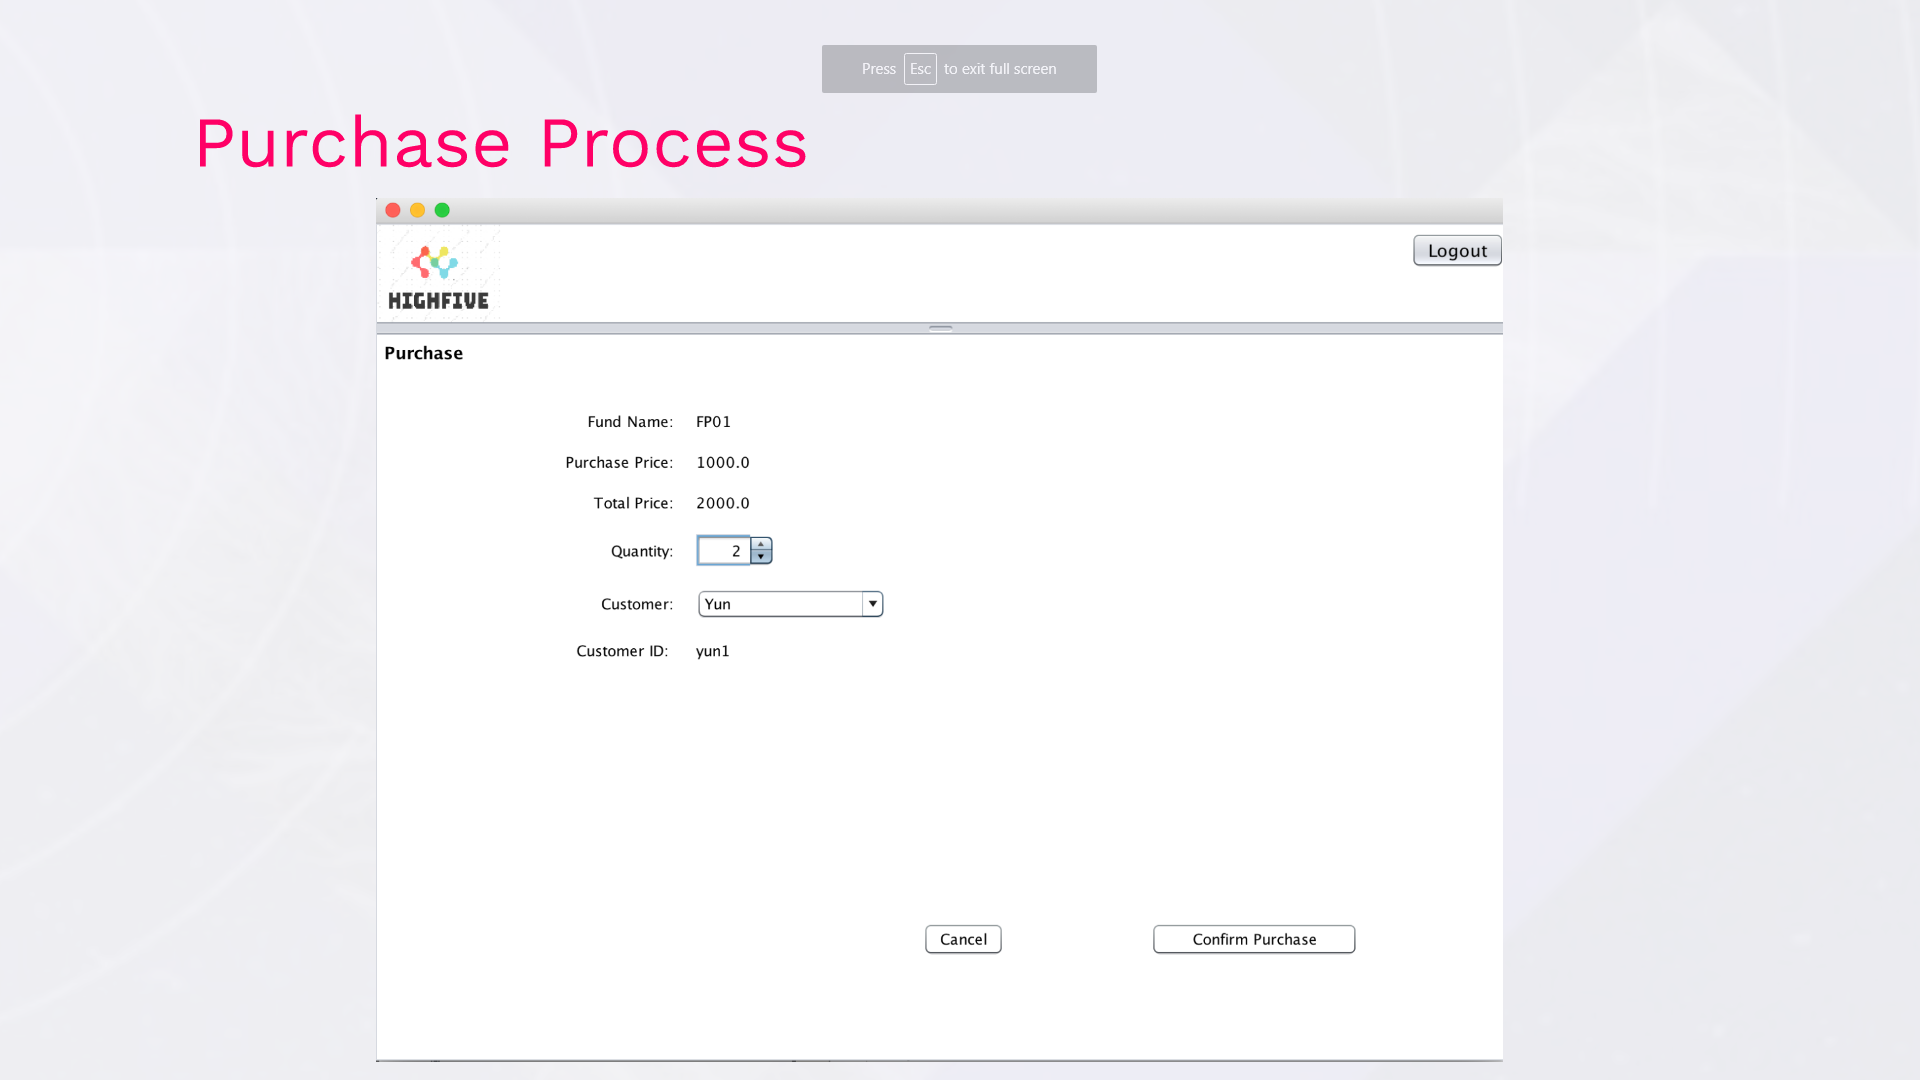 Press Esc to exit full screen
Purchase Process
Logout
HIGHFIVE
Purchase
Fund Name: FP01
Purchase Price: 1000.0
Total Price: 2000.0
Quantity: 2
Customer: Yun
Customer ID: yun1
Cancel Confirm Purchase